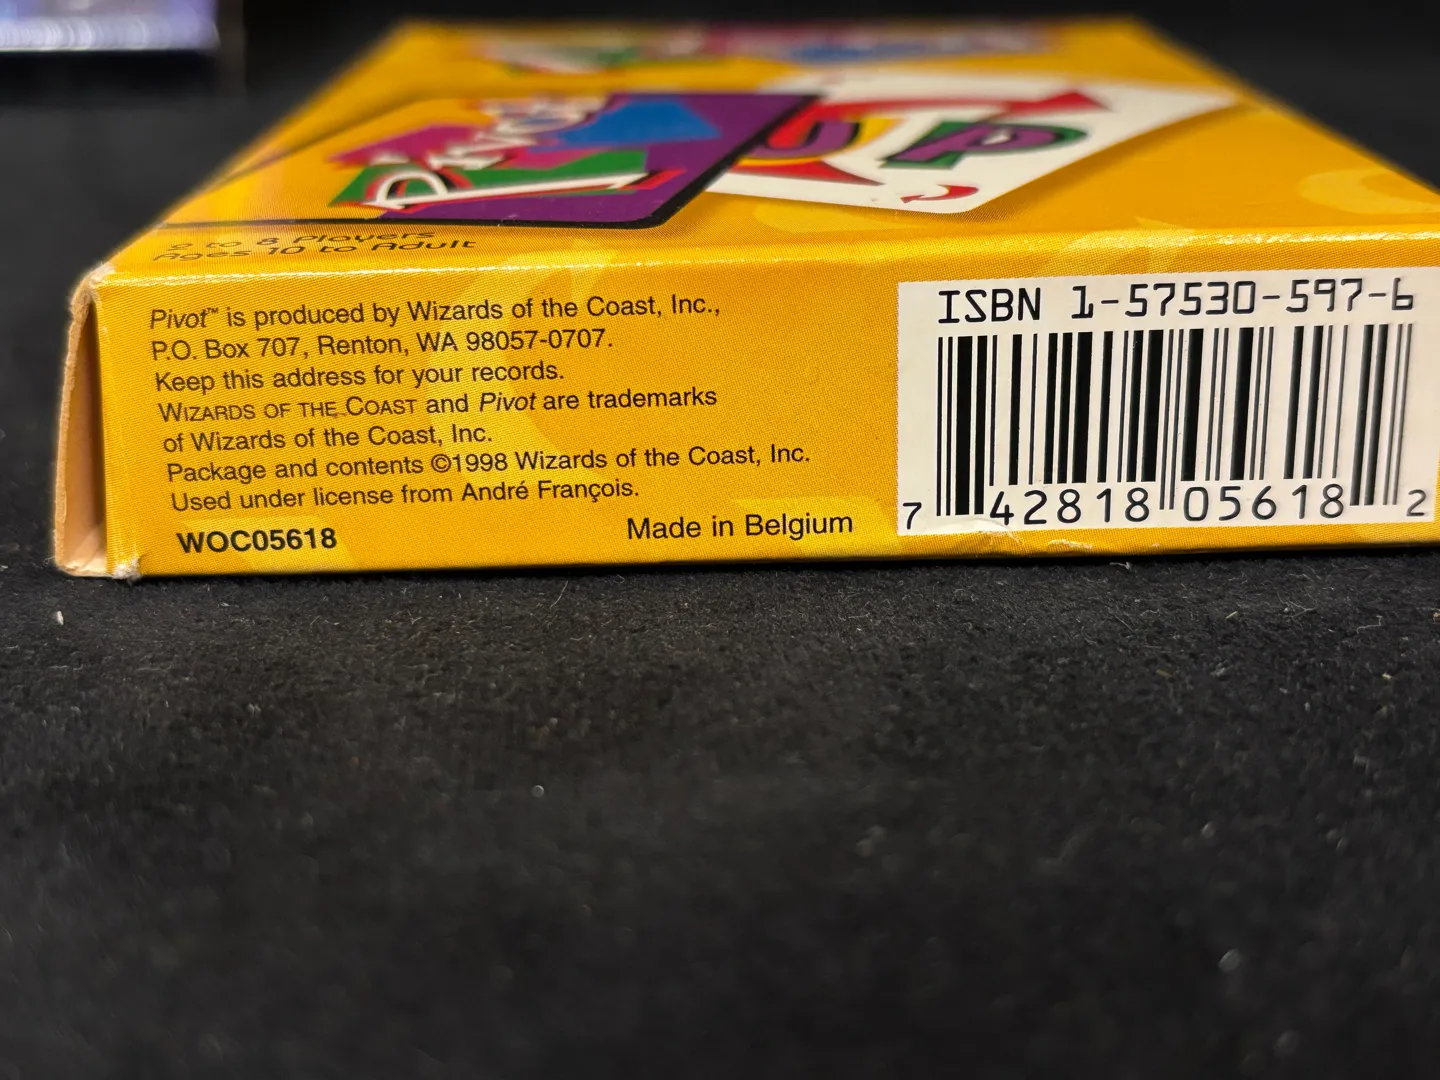 Pivot
UP
2 to 8 Players
Ages 10 to Adult
Pivot™ is produced by Wizards of the Coast, Inc.,
P.O. Box 707, Renton, WA 98057-0707.
Keep this address for your records.
WIZARDS OF THE COAST and Pivot are trademarks
of Wizards of the Coast, Inc.
Package and contents ©1998 Wizards of the Coast, Inc.
Used under license from André François.
WOC05618
Made in Belgium
ISBN 1-57530-597-6
7 42818 05618 2